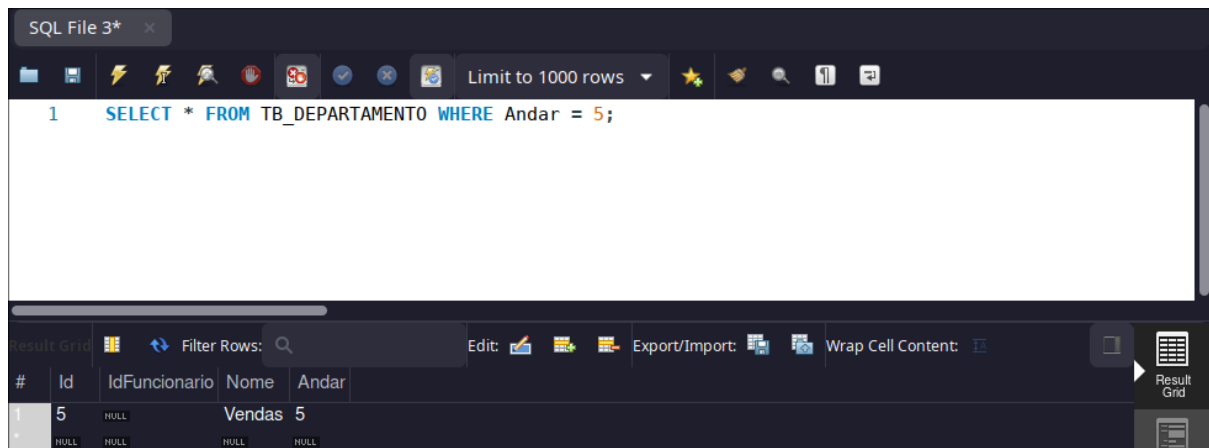 SQL File 3*
Limit to 1000 rows
1 SELECT * FROM TB_DEPARTAMENTO WHERE Andar = 5;
Result Grid Filter Rows: Edit: Export/Import: Wrap Cell Content:
Result
Grid
# Id IdFuncionario Nome Andar
1 5 NULL Vendas 5
* NULL NULL NULL NULL